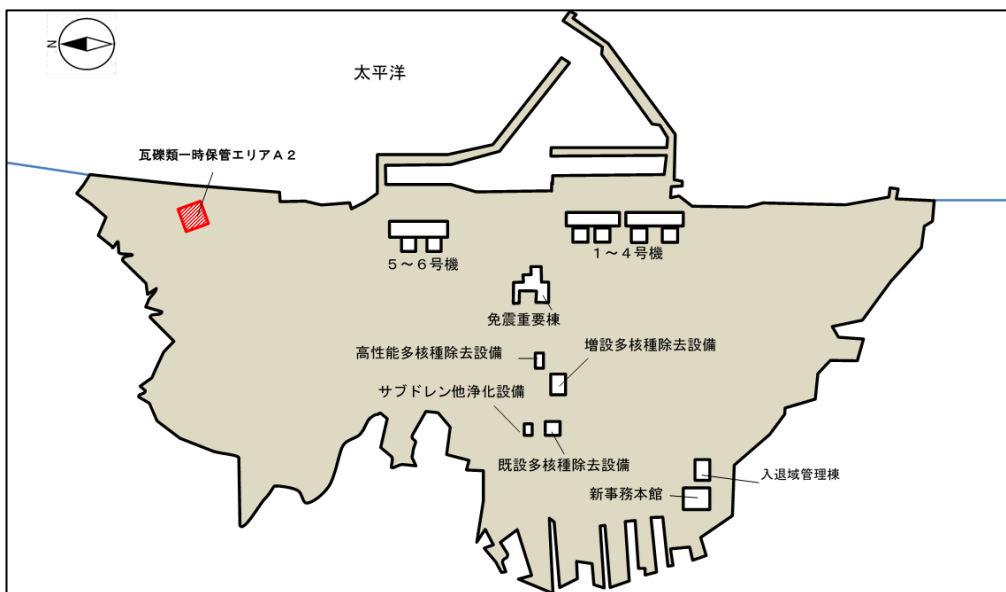 N
太平洋
瓦礫類一時保管エリアA2
5～6号機
1～4号機
免震重要棟
高性能多核種除去設備
増設多核種除去設備
サブドレン他浄化設備
既設多核種除去設備
入退域管理棟
新事務本館